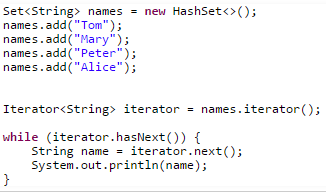 Set<String> names = new HashSet<>();
names.add("Tom");
names.add("Mary");
names.add("Peter");
names.add("Alice");
Iterator<String> iterator = names.iterator();
while (iterator.hasNext()) {
    String name = iterator.next();
    System.out.println(name);
}